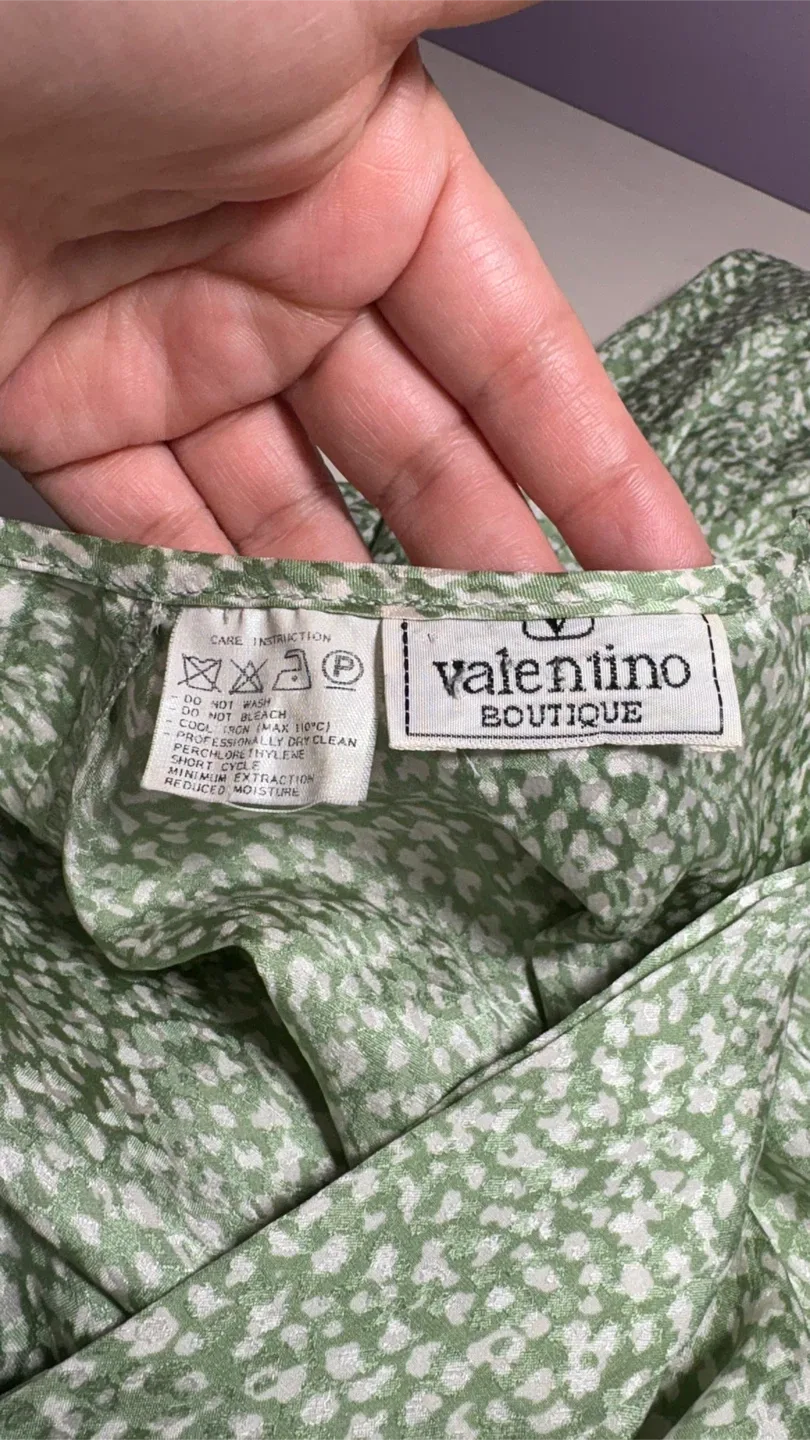 CARE INSTRUCTION
P
- DO NOT WASH
- DO NOT BLEACH
- COOL IRON (MAX 110°C)
- PROFESSIONALLY DRY CLEAN
PERCHLORETHYLENE
SHORT CYCLE
MINIMUM EXTRACTION
REDUCED MOISTURE
V
valentino
BOUTIQUE